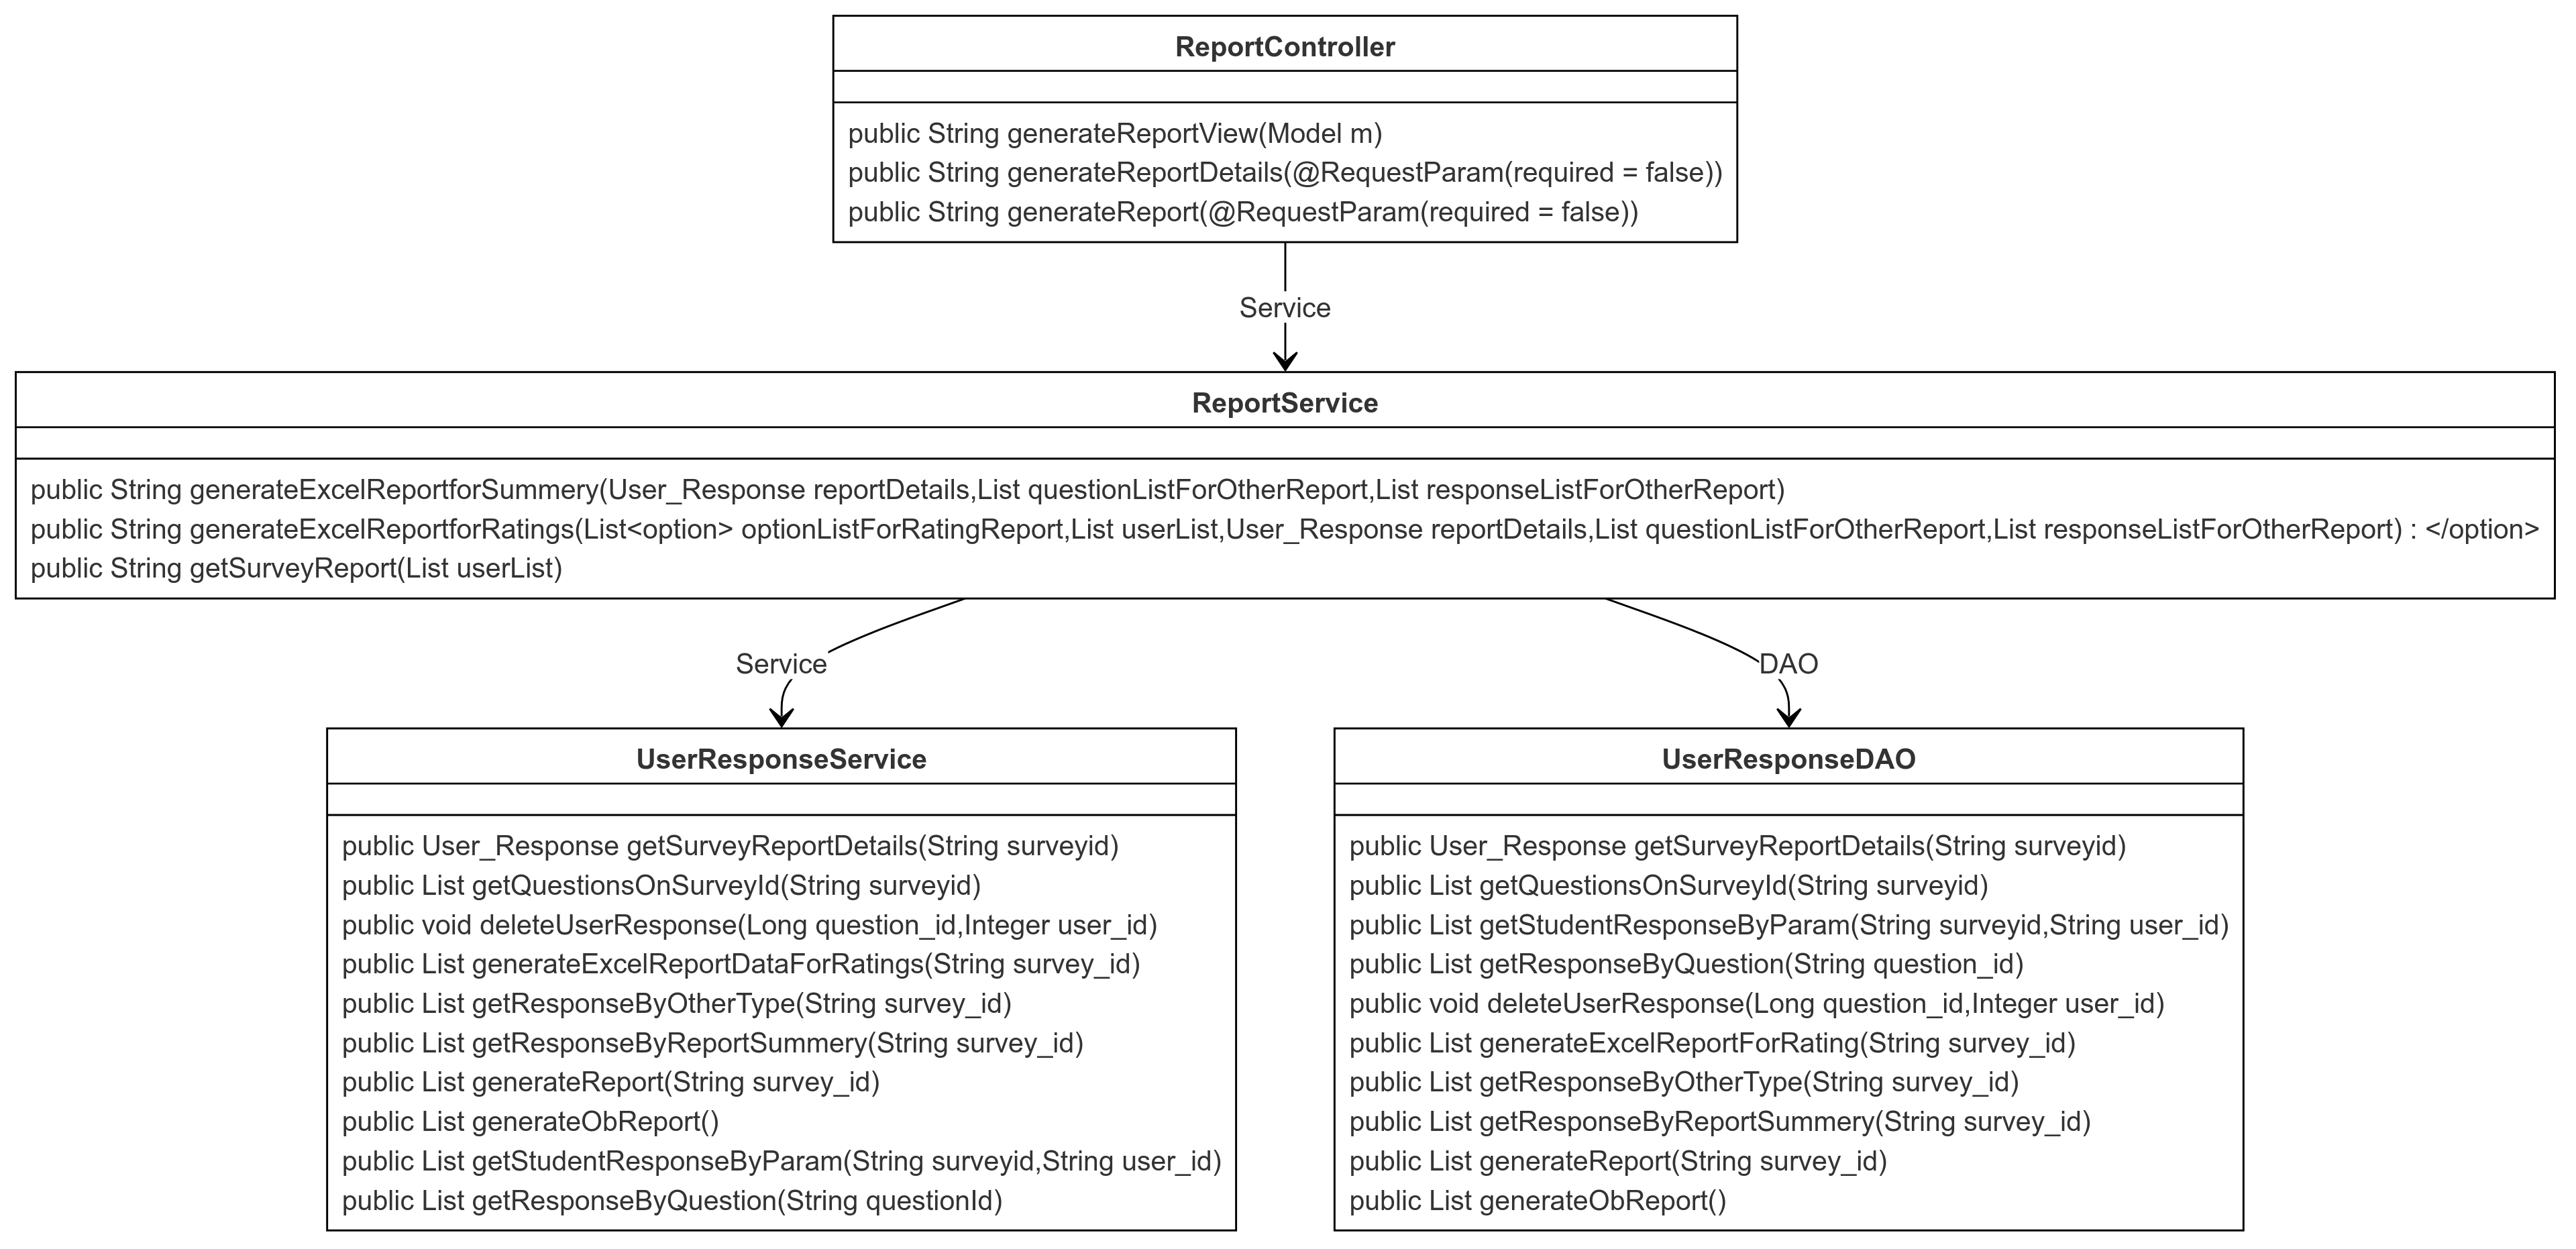 ReportController
public String generateReportView(Model m)
public String generateReportDetails(@RequestParam(required = false))
public String generateReport(@RequestParam(required = false))
Service
ReportService
public String generateExcelReportforSummery(User_Response reportDetails,List questionListForOtherReport,List responseListForOtherReport)
public String generateExcelReportforRatings(List<option> optionListForRatingReport,List userList,User_Response reportDetails,List questionListForOtherReport,List responseListForOtherReport) : </option>
public String getSurveyReport(List userList)
Service
DAO
UserResponseService
public User_Response getSurveyReportDetails(String surveyid)
public List getQuestionsOnSurveyId(String surveyid)
public void deleteUserResponse(Long question_id,Integer user_id)
public List generateExcelReportDataForRatings(String survey_id)
public List getResponseByOtherType(String survey_id)
public List getResponseByReportSummery(String survey_id)
public List generateReport(String survey_id)
public List generateObReport()
public List getStudentResponseByParam(String surveyid,String user_id)
public List getResponseByQuestion(String questionId)
UserResponseDAO
public User_Response getSurveyReportDetails(String surveyid)
public List getQuestionsOnSurveyId(String surveyid)
public List getStudentResponseByParam(String surveyid,String user_id)
public List getResponseByQuestion(String question_id)
public void deleteUserResponse(Long question_id,Integer user_id)
public List generateExcelReportForRating(String survey_id)
public List getResponseByOtherType(String survey_id)
public List getResponseByReportSummery(String survey_id)
public List generateReport(String survey_id)
public List generateObReport()